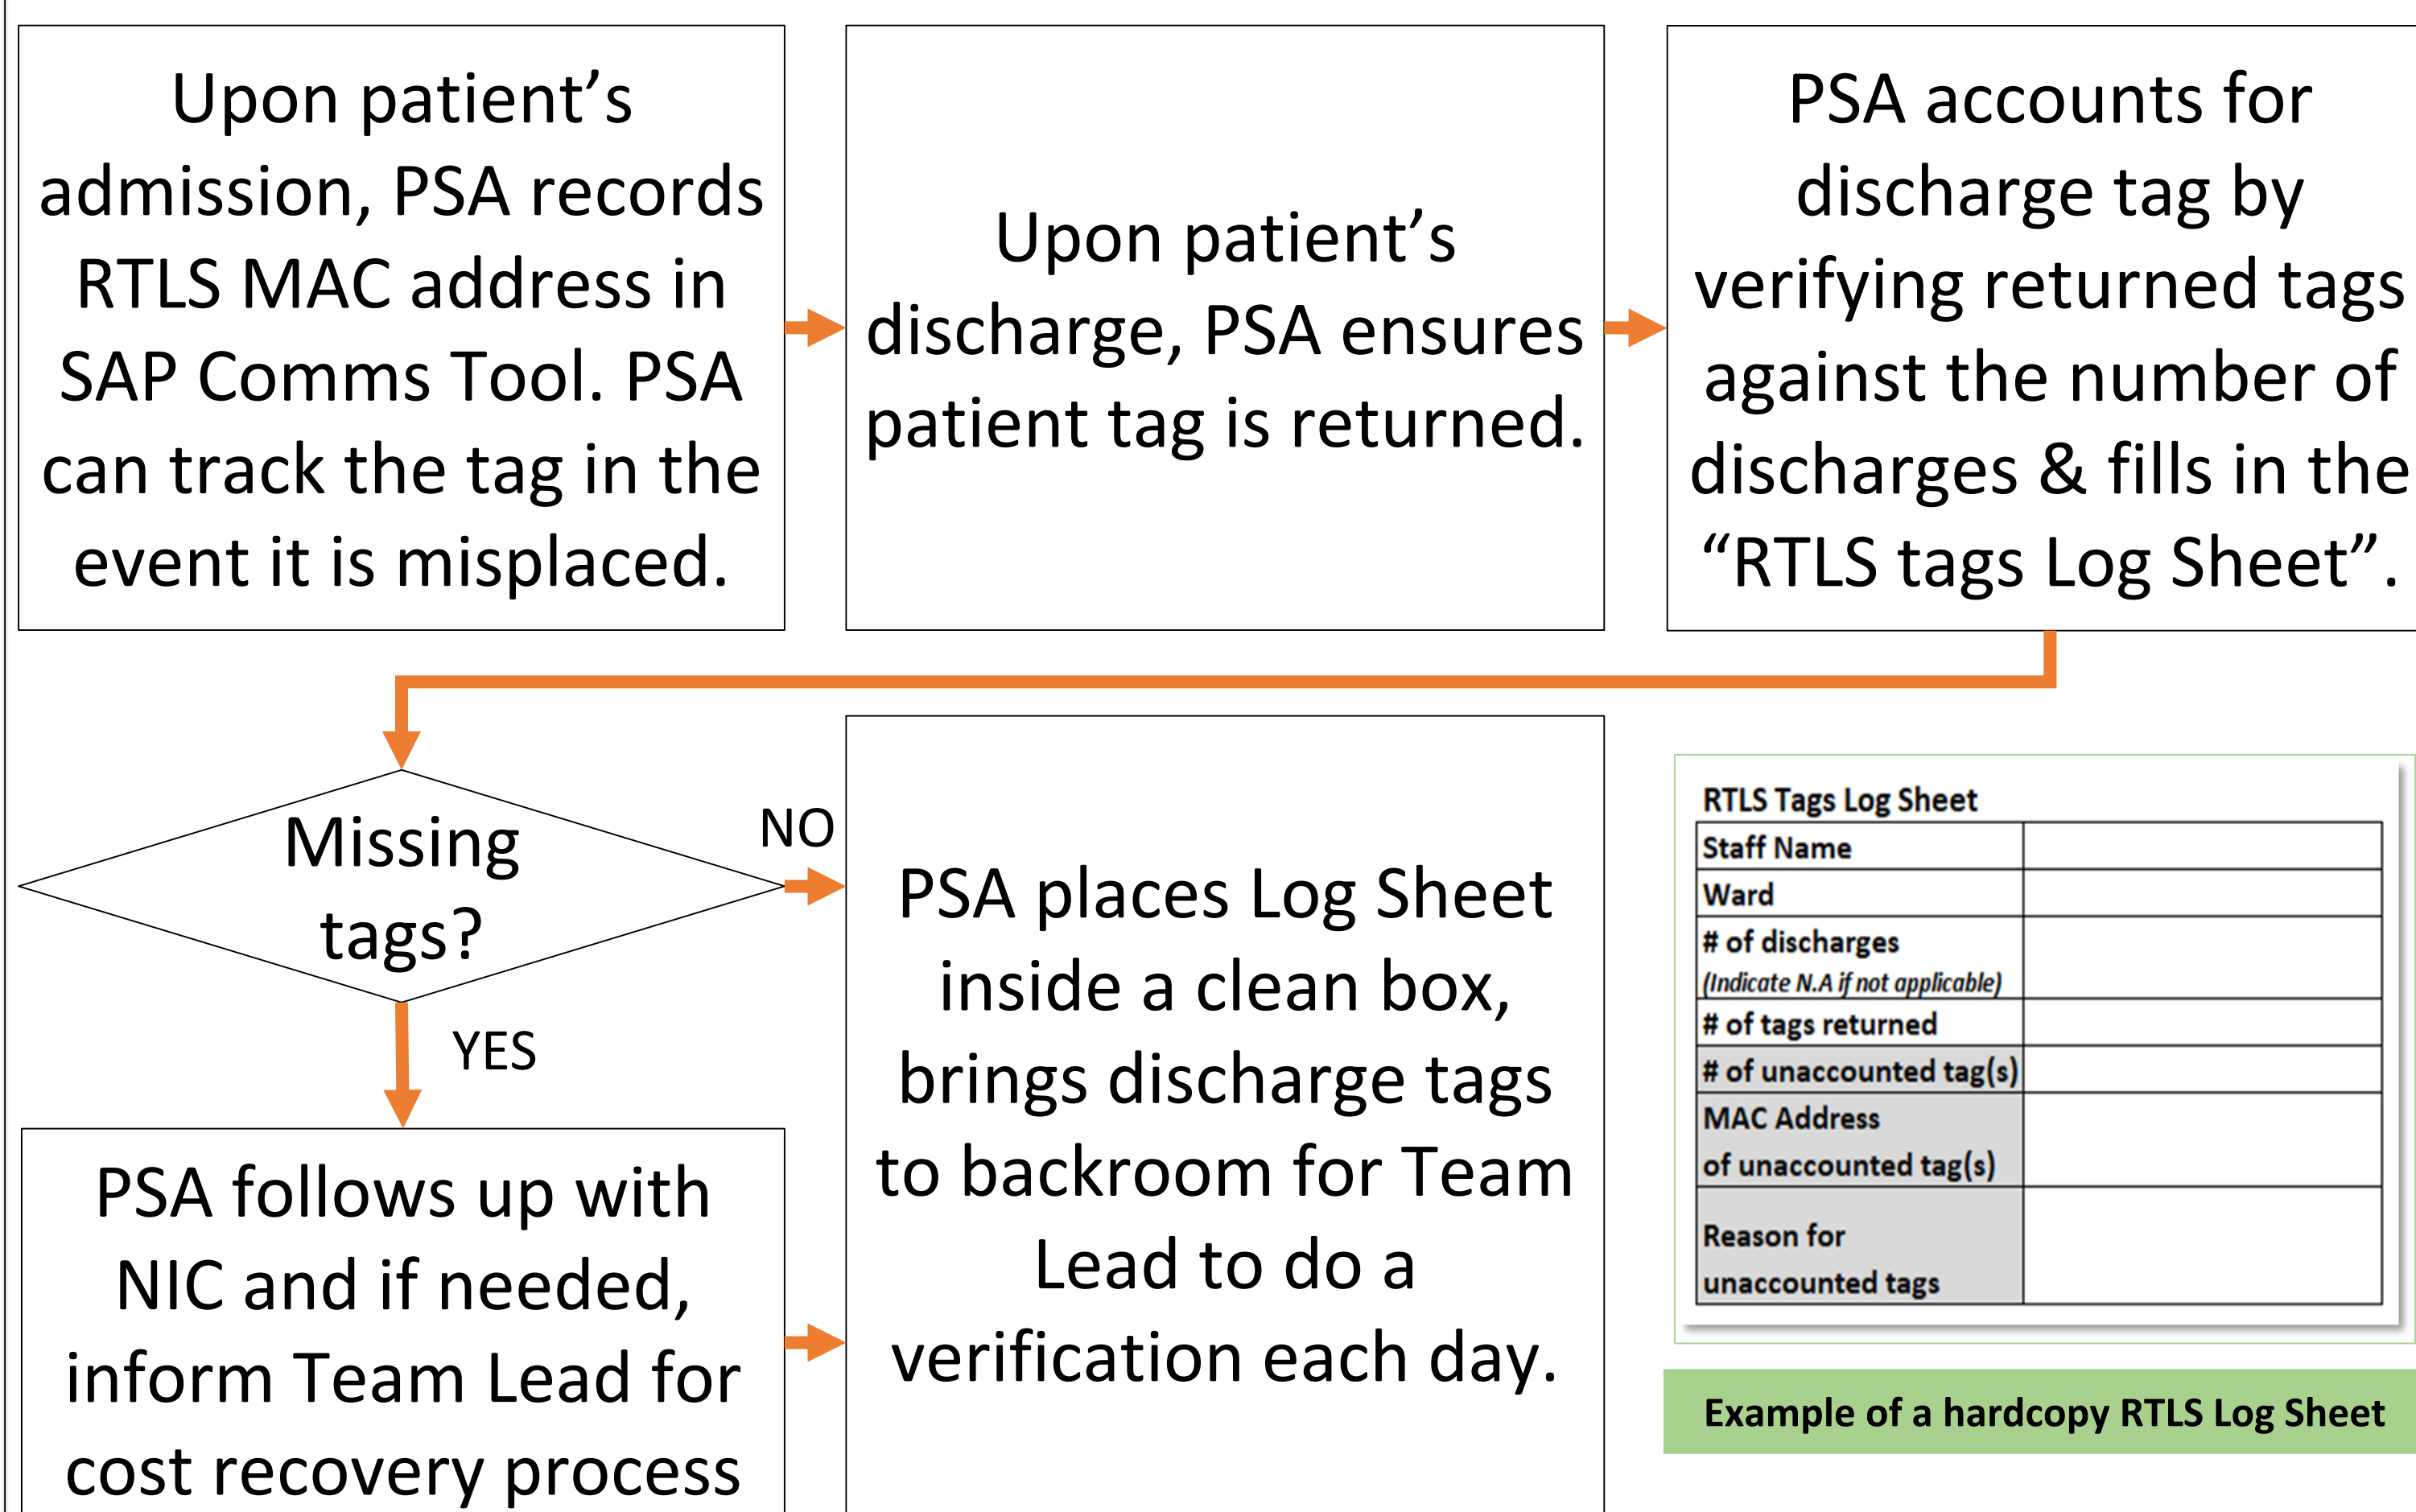 Upon patient’s
admission, PSA records
RTLS MAC address in
SAP Comms Tool. PSA
can track the tag in the
event it is misplaced.
Upon patient’s
discharge, PSA ensures
patient tag is returned.
PSA accounts for
discharge tag by
verifying returned tags
against the number of
discharges & fills in the
“RTLS tags Log Sheet”.
Missing
tags?
NO
YES
PSA follows up with
NIC and if needed,
inform Team Lead for
cost recovery process
PSA places Log Sheet
inside a clean box,
brings discharge tags
to backroom for Team
Lead to do a
verification each day.
RTLS Tags Log Sheet
Staff Name
Ward
# of discharges
(Indicate N.A if not applicable)
# of tags returned
# of unaccounted tag(s)
MAC Address
of unaccounted tag(s)
Reason for
unaccounted tags
Example of a hardcopy RTLS Log Sheet